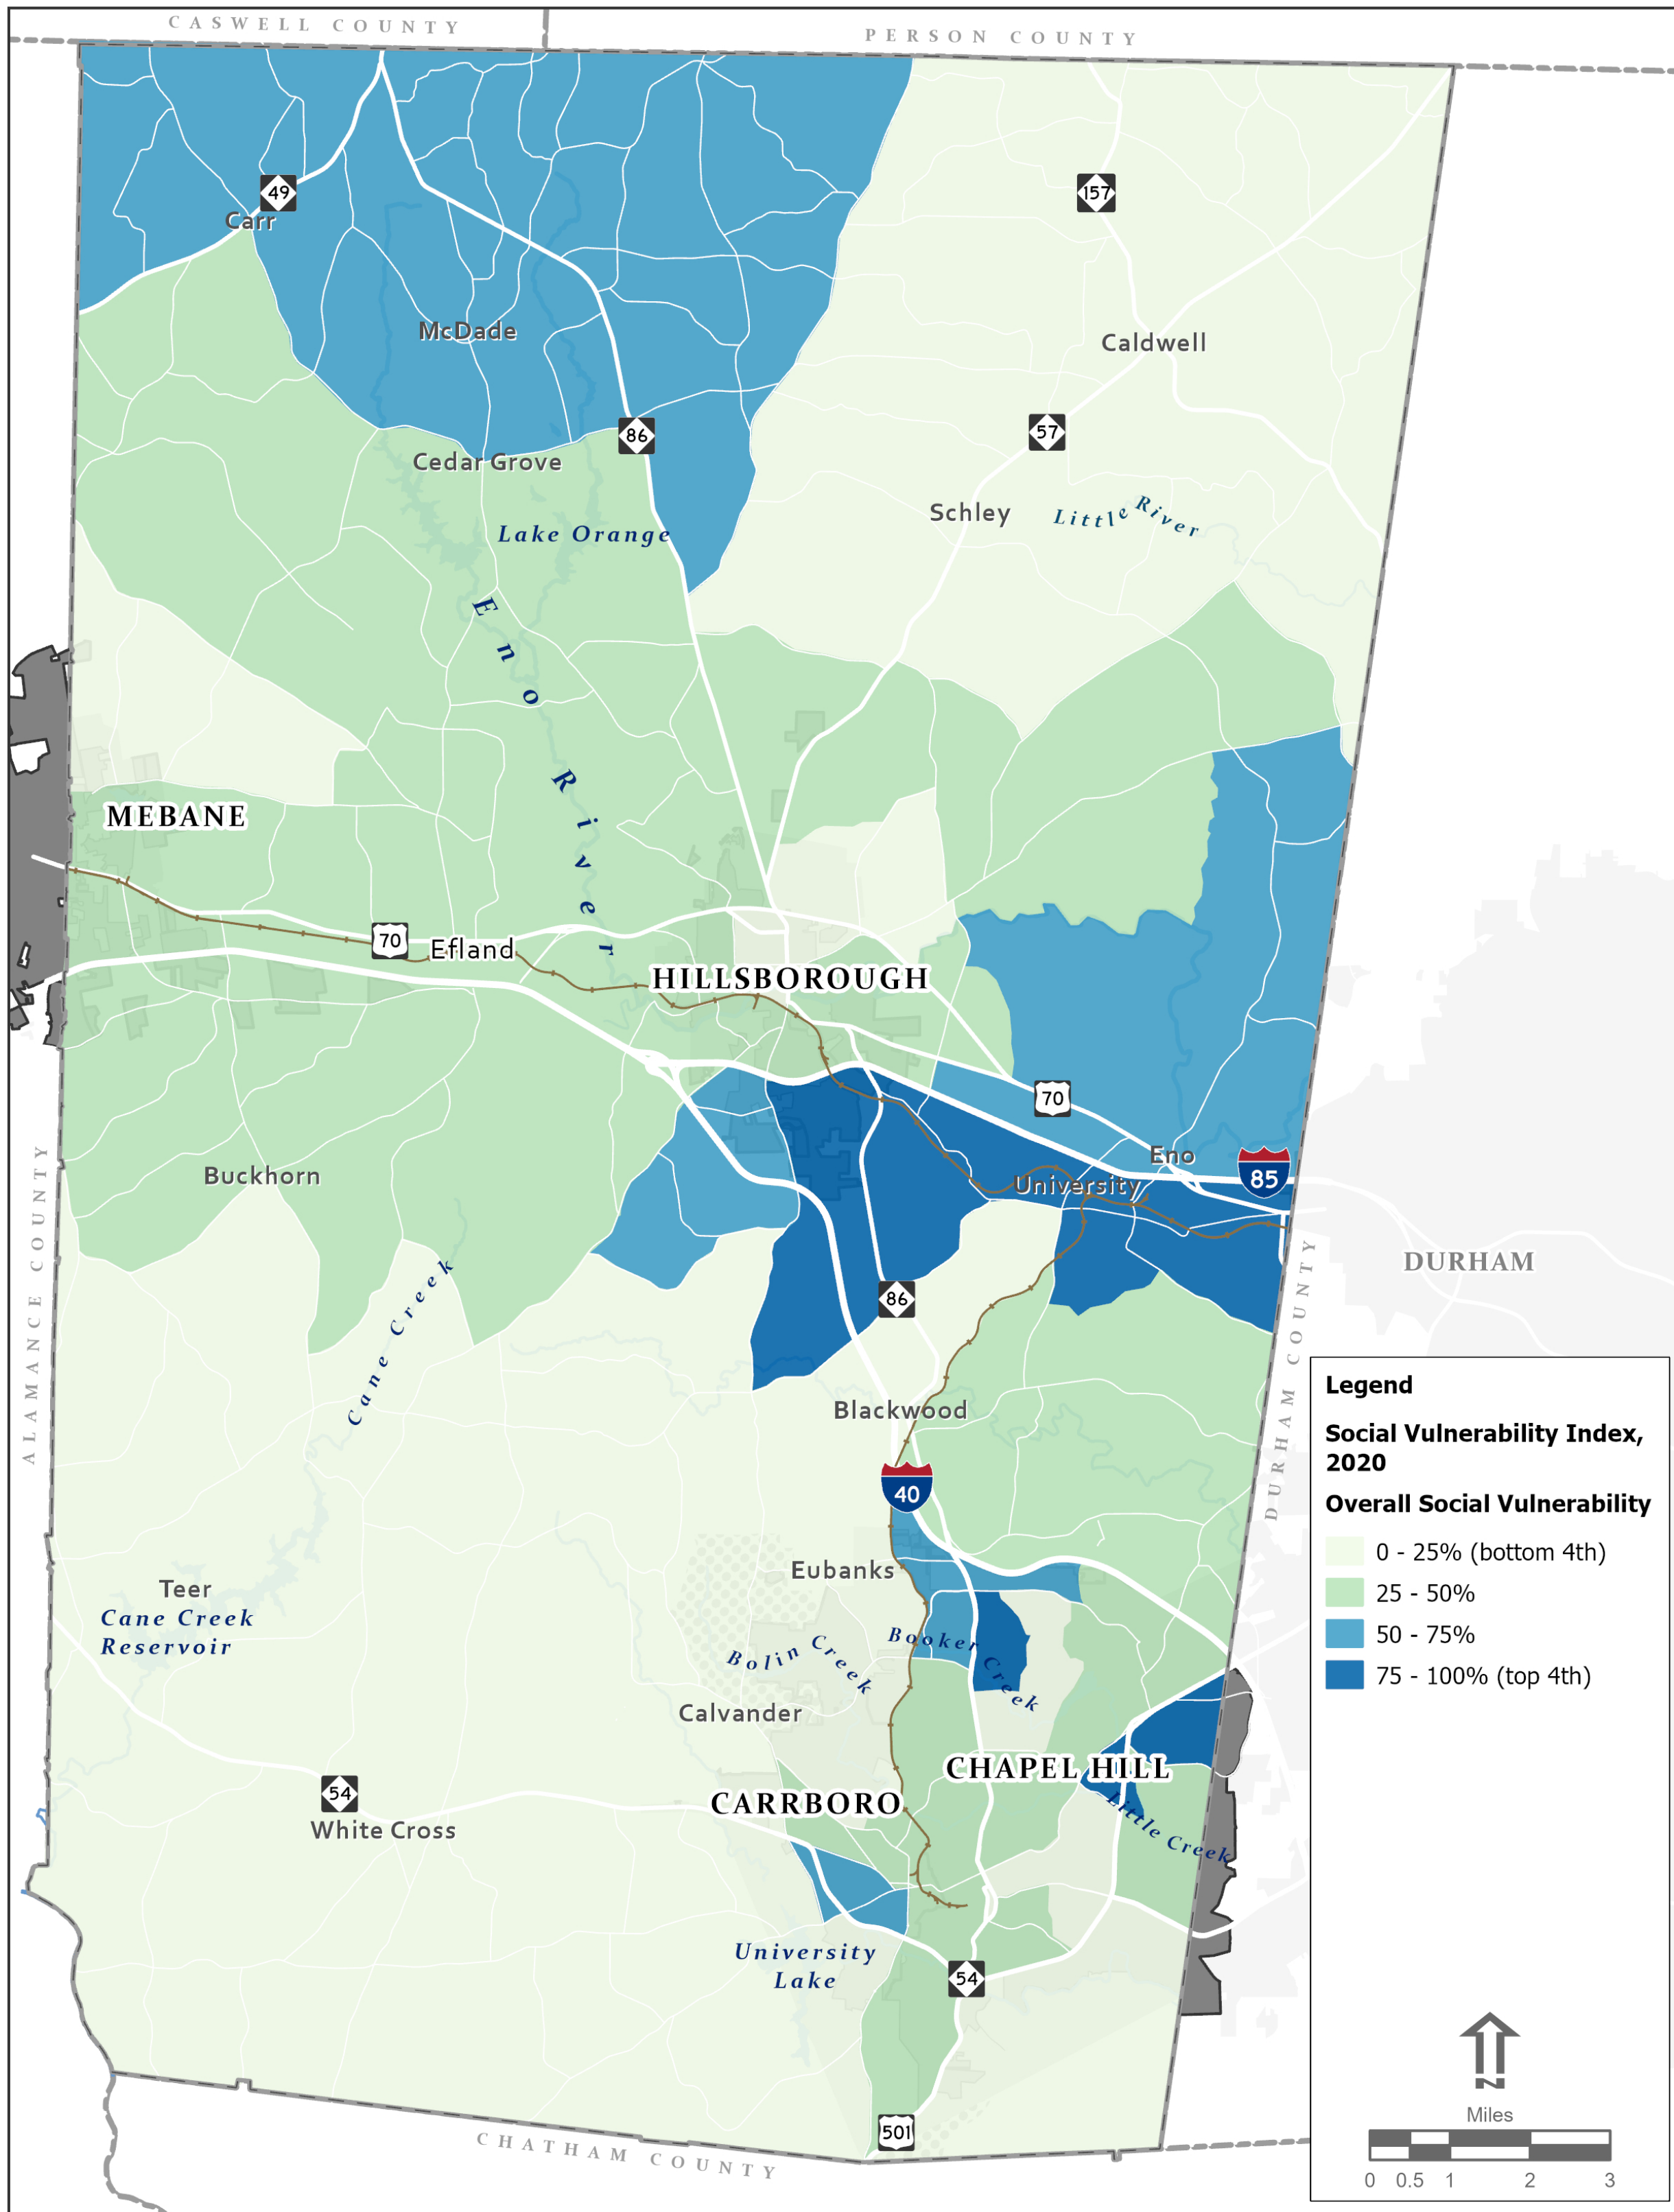 CASWELL COUNTY
PERSON COUNTY
49
Carr
157
McDade
Caldwell
86
57
Cedar Grove
Schley
Little River
Lake Orange
Eno River
MEBANE
70
Efland
HILLSBOROUGH
70
Eno
85
Buckhorn
University
ALAMANCE COUNTY
DURHAM
DURHAM COUNTY
Cane Creek
86
Blackwood
40
Eubanks
Teer
Cane Creek
Reservoir
Bolin Creek
Booker Creek
Calvander
CHAPEL HILL
54
CARRBORO
White Cross
Little Creek
University
Lake
54
501
CHATHAM COUNTY
Legend
Social Vulnerability Index,
2020
Overall Social Vulnerability
0 - 25% (bottom 4th)
25 - 50%
50 - 75%
75 - 100% (top 4th)
N
Miles
0 0.5 1 2 3